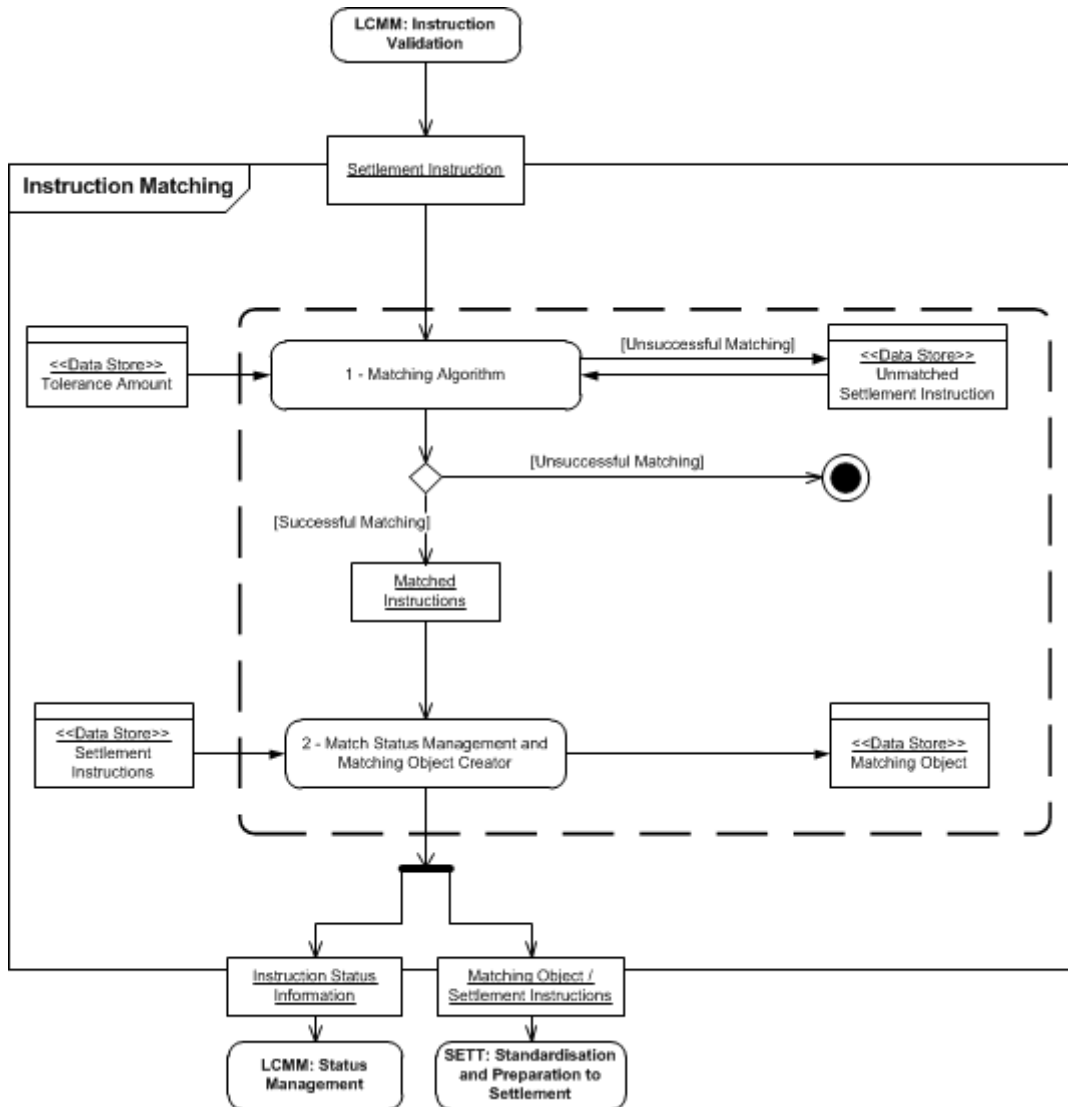 LCMM: Instruction
Validation
Settlement Instruction
Instruction Matching
<<Data Store>>
Tolerance Amount
1 - Matching Algorithm
[Unsuccessful Matching]
<<Data Store>>
Unmatched
Settlement Instruction
[Unsuccessful Matching]
[Successful Matching]
Matched
Instructions
<<Data Store>>
Settlement
Instructions
2 - Match Status Management and
Matching Object Creator
<<Data Store>>
Matching Object
Instruction Status
Information
Matching Object /
Settlement Instructions
LCMM: Status
Management
SETT: Standardisation
and Preparation to
Settlement